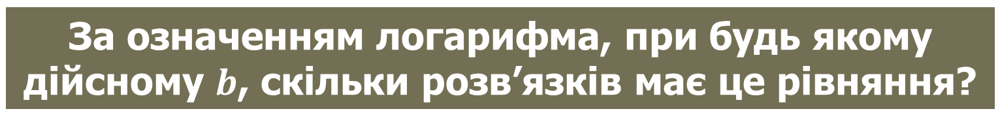 За означенням логарифма, при будь якому
дійсному b, скільки розв’язків має це рівняння?